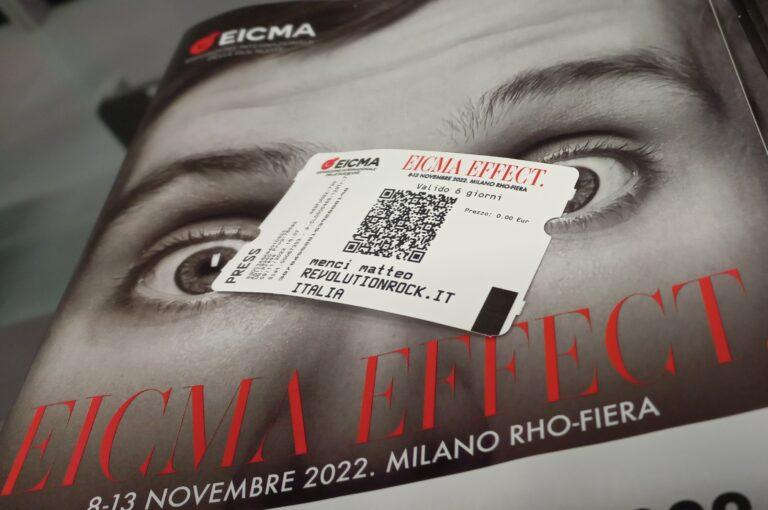 EICMA
EICMA
EICMA EFFECT.
8-13 NOVEMBRE 2022. MILANO RHO-FIERA
Valido 6 giorni
Prezzo: 0.00 Eur
PRESS
menci matteo
REVOLUTIONROCK.IT
ITALIA
EICMA EFFECT.
8-13 NOVEMBRE 2022. MILANO RHO-FIERA